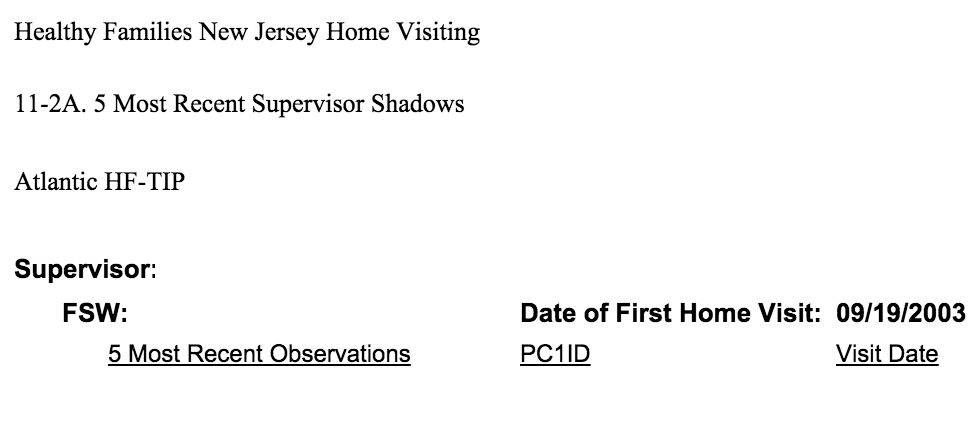 Healthy Families New Jersey Home Visiting
11-2A. 5 Most Recent Supervisor Shadows
Atlantic HF-TIP
Supervisor:
FSW: Date of First Home Visit: 09/19/2003
5 Most Recent Observations PC1ID Visit Date